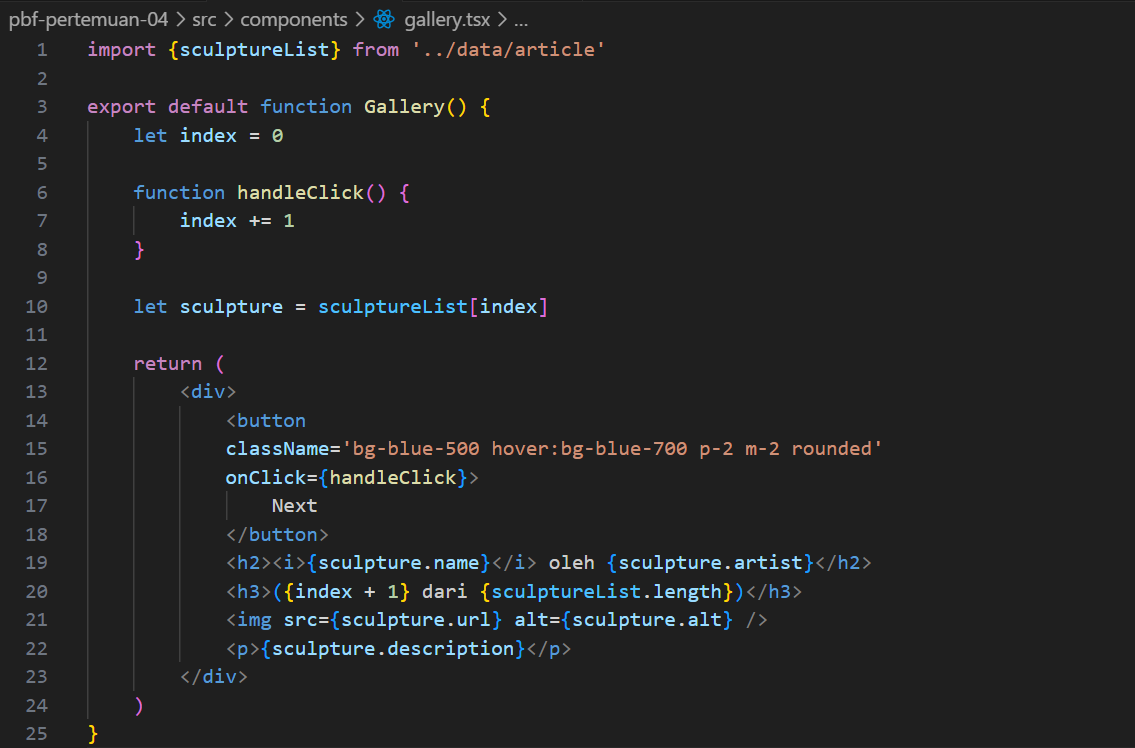 pbf-pertemuan-04 > src > components > gallery.tsx > ...
1 import {sculptureList} from '../data/article'
2
3 export default function Gallery() {
4     let index = 0
5
6     function handleClick() {
7         index += 1
8     }
9
10     let sculpture = sculptureList[index]
11
12     return (
13         <div>
14             <button
15             className='bg-blue-500 hover:bg-blue-700 p-2 m-2 rounded'
16             onClick={handleClick}>
17                 Next
18             </button>
19             <h2><i>{sculpture.name}</i> oleh {sculpture.artist}</h2>
20             <h3>({index + 1} dari {sculptureList.length})</h3>
21             <img src={sculpture.url} alt={sculpture.alt} />
22             <p>{sculpture.description}</p>
23         </div>
24     )
25 }